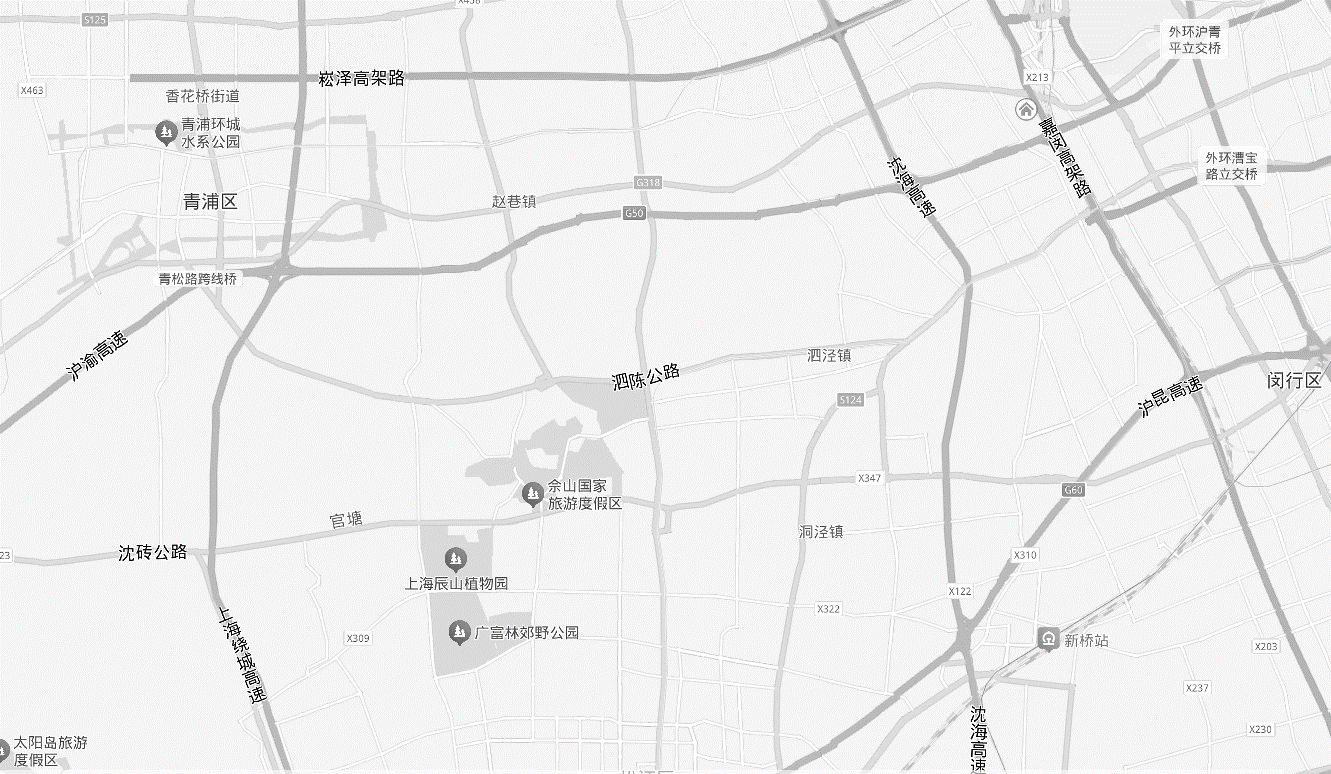 S125
X463
崧泽高架路
香花桥街道
青浦环城
水系公园
青浦区
赵巷镇
G318
G50
X213
外环沪青
平立交桥
嘉闵高架路
沈海高速
外环漕宝
路立交桥
青松路跨线桥
沪渝高速
泗陈公路
泗泾镇
S124
沪昆高速
闵行区
佘山国家
旅游度假区
X347
G60
官塘
沈砖公路
23
洞泾镇
X310
上海辰山植物园
X122
X322
上海绕城高速
X309
广富林郊野公园
新桥站
X203
X237
沈海高速
X230
太阳岛旅游
度假区